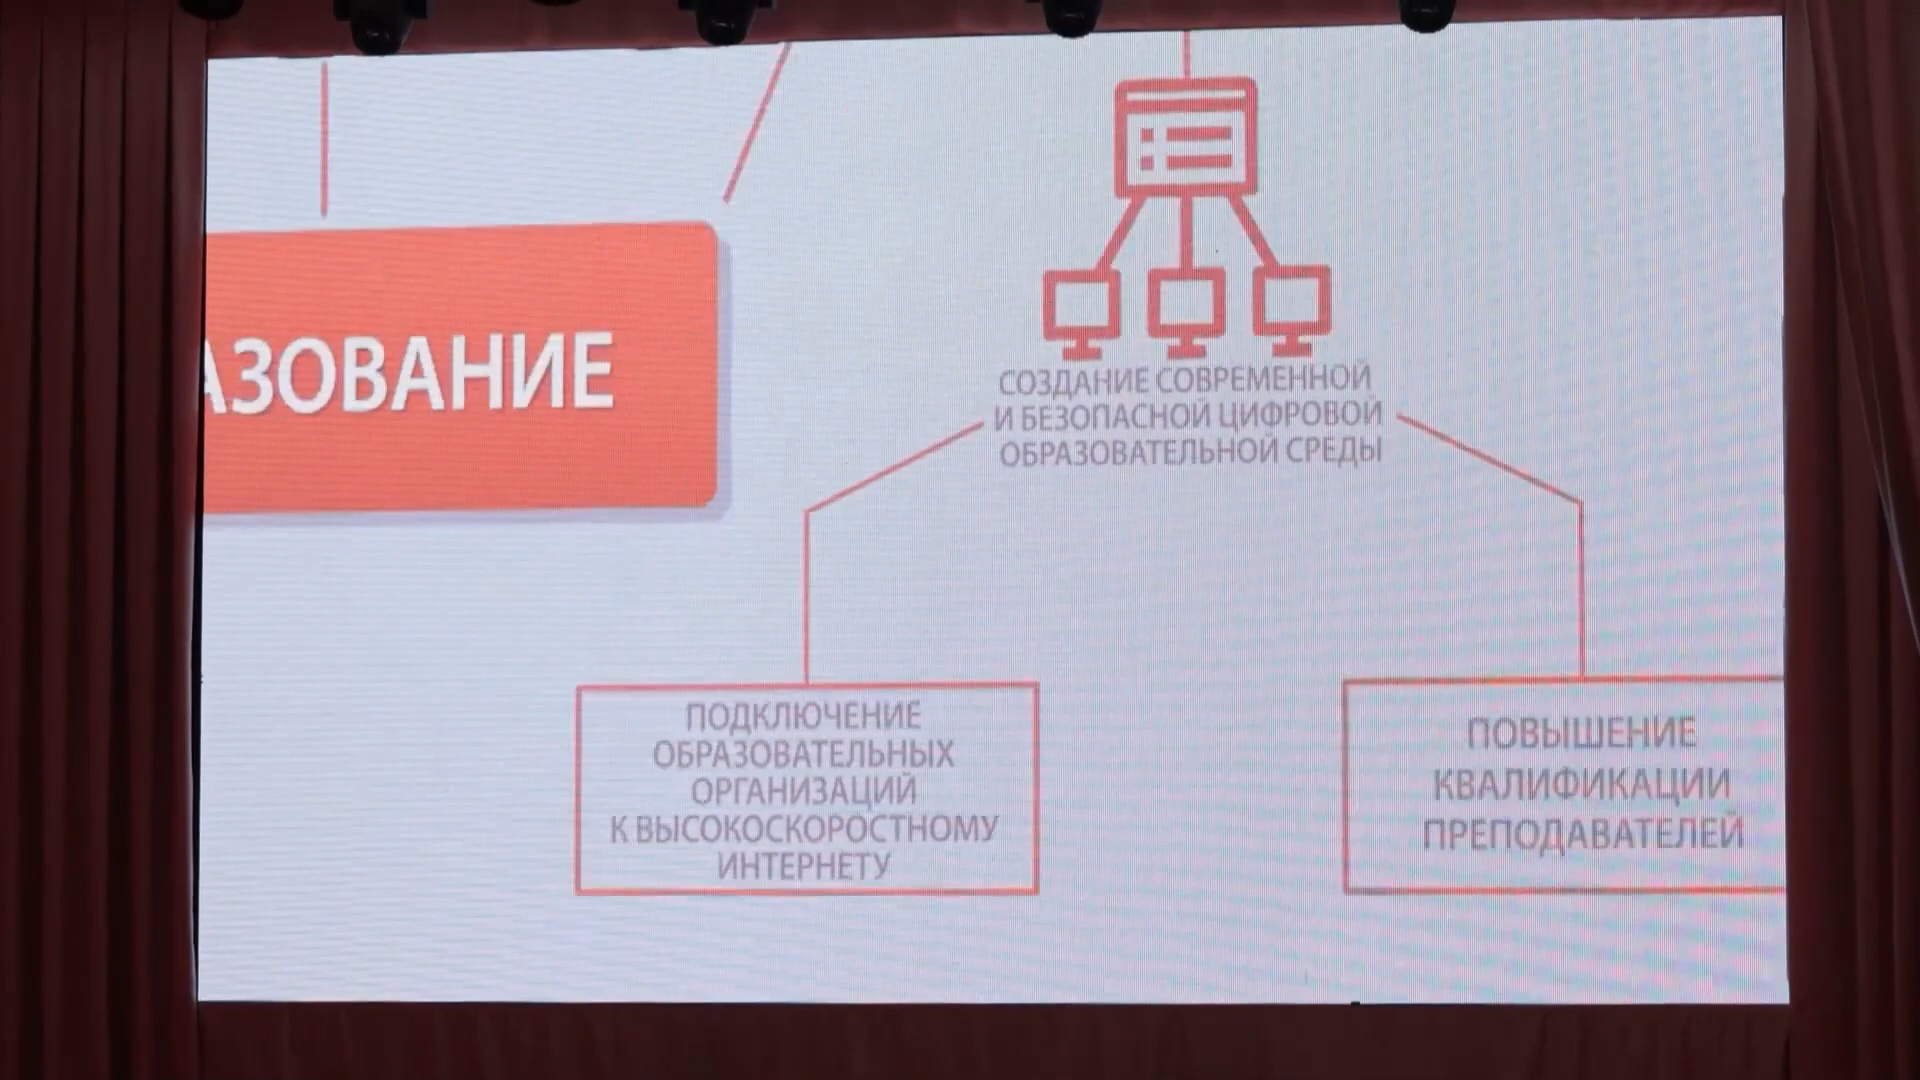 АЗОВАНИЕ
СОЗДАНИЕ СОВРЕМЕННОЙ
И БЕЗОПАСНОЙ ЦИФРОВОЙ
ОБРАЗОВАТЕЛЬНОЙ СРЕДЫ
ПОДКЛЮЧЕНИЕ
ОБРАЗОВАТЕЛЬНЫХ
ОРГАНИЗАЦИЙ
К ВЫСОКОСКОРОСТНОМУ
ИНТЕРНЕТУ
ПОВЫШЕНИЕ
КВАЛИФИКАЦИИ
ПРЕПОДАВАТЕЛЕЙ